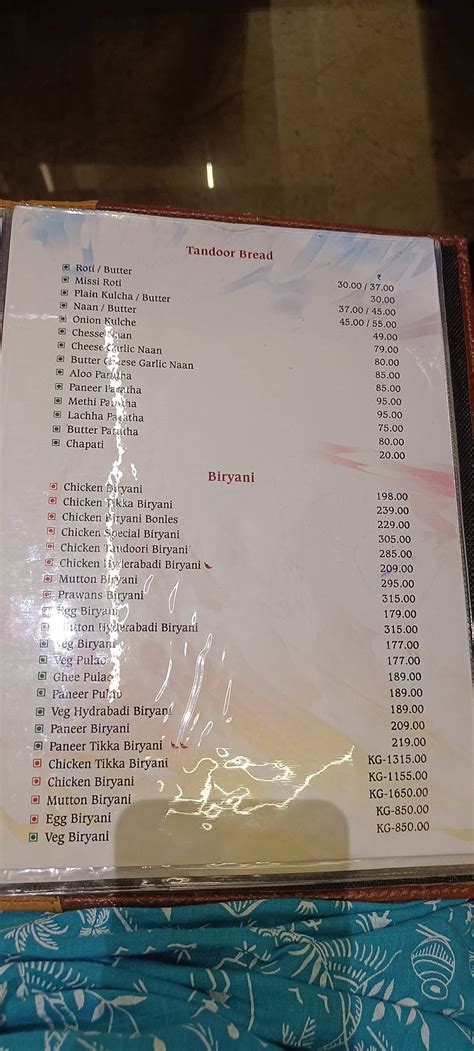 Tandoor Bread
₹
Roti / Butter 30.00 / 37.00
Missi Roti 30.00
Plain Kulcha / Butter 37.00 / 45.00
Naan / Butter 45.00 / 55.00
Onion Kulche 49.00
Chesse Naan 79.00
Cheese Garlic Naan 80.00
Butter Cheese Garlic Naan 85.00
Aloo Paratha 85.00
Paneer Paratha 95.00
Methi Paratha 95.00
Lachha Paratha 75.00
Butter Paratha 80.00
Chapati 20.00
Biryani
Chicken Biryani 198.00
Chicken Tikka Biryani 239.00
Chicken Biryani Bonles 229.00
Chicken Special Biryani 305.00
Chicken Tandoori Biryani 285.00
Chicken Hyderabadi Biryani 209.00
Mutton Biryani 295.00
Prawans Biryani 315.00
Egg Biryani 179.00
Mutton Hyderabadi Biryani 315.00
Veg Biryani 177.00
Veg Pulao 177.00
Ghee Pulao 189.00
Paneer Pulao 189.00
Veg Hydrabadi Biryani 189.00
Paneer Biryani 209.00
Paneer Tikka Biryani 219.00
Chicken Tikka Biryani KG-1315.00
Chicken Biryani KG-1155.00
Mutton Biryani KG-1650.00
Egg Biryani KG-850.00
Veg Biryani KG-850.00